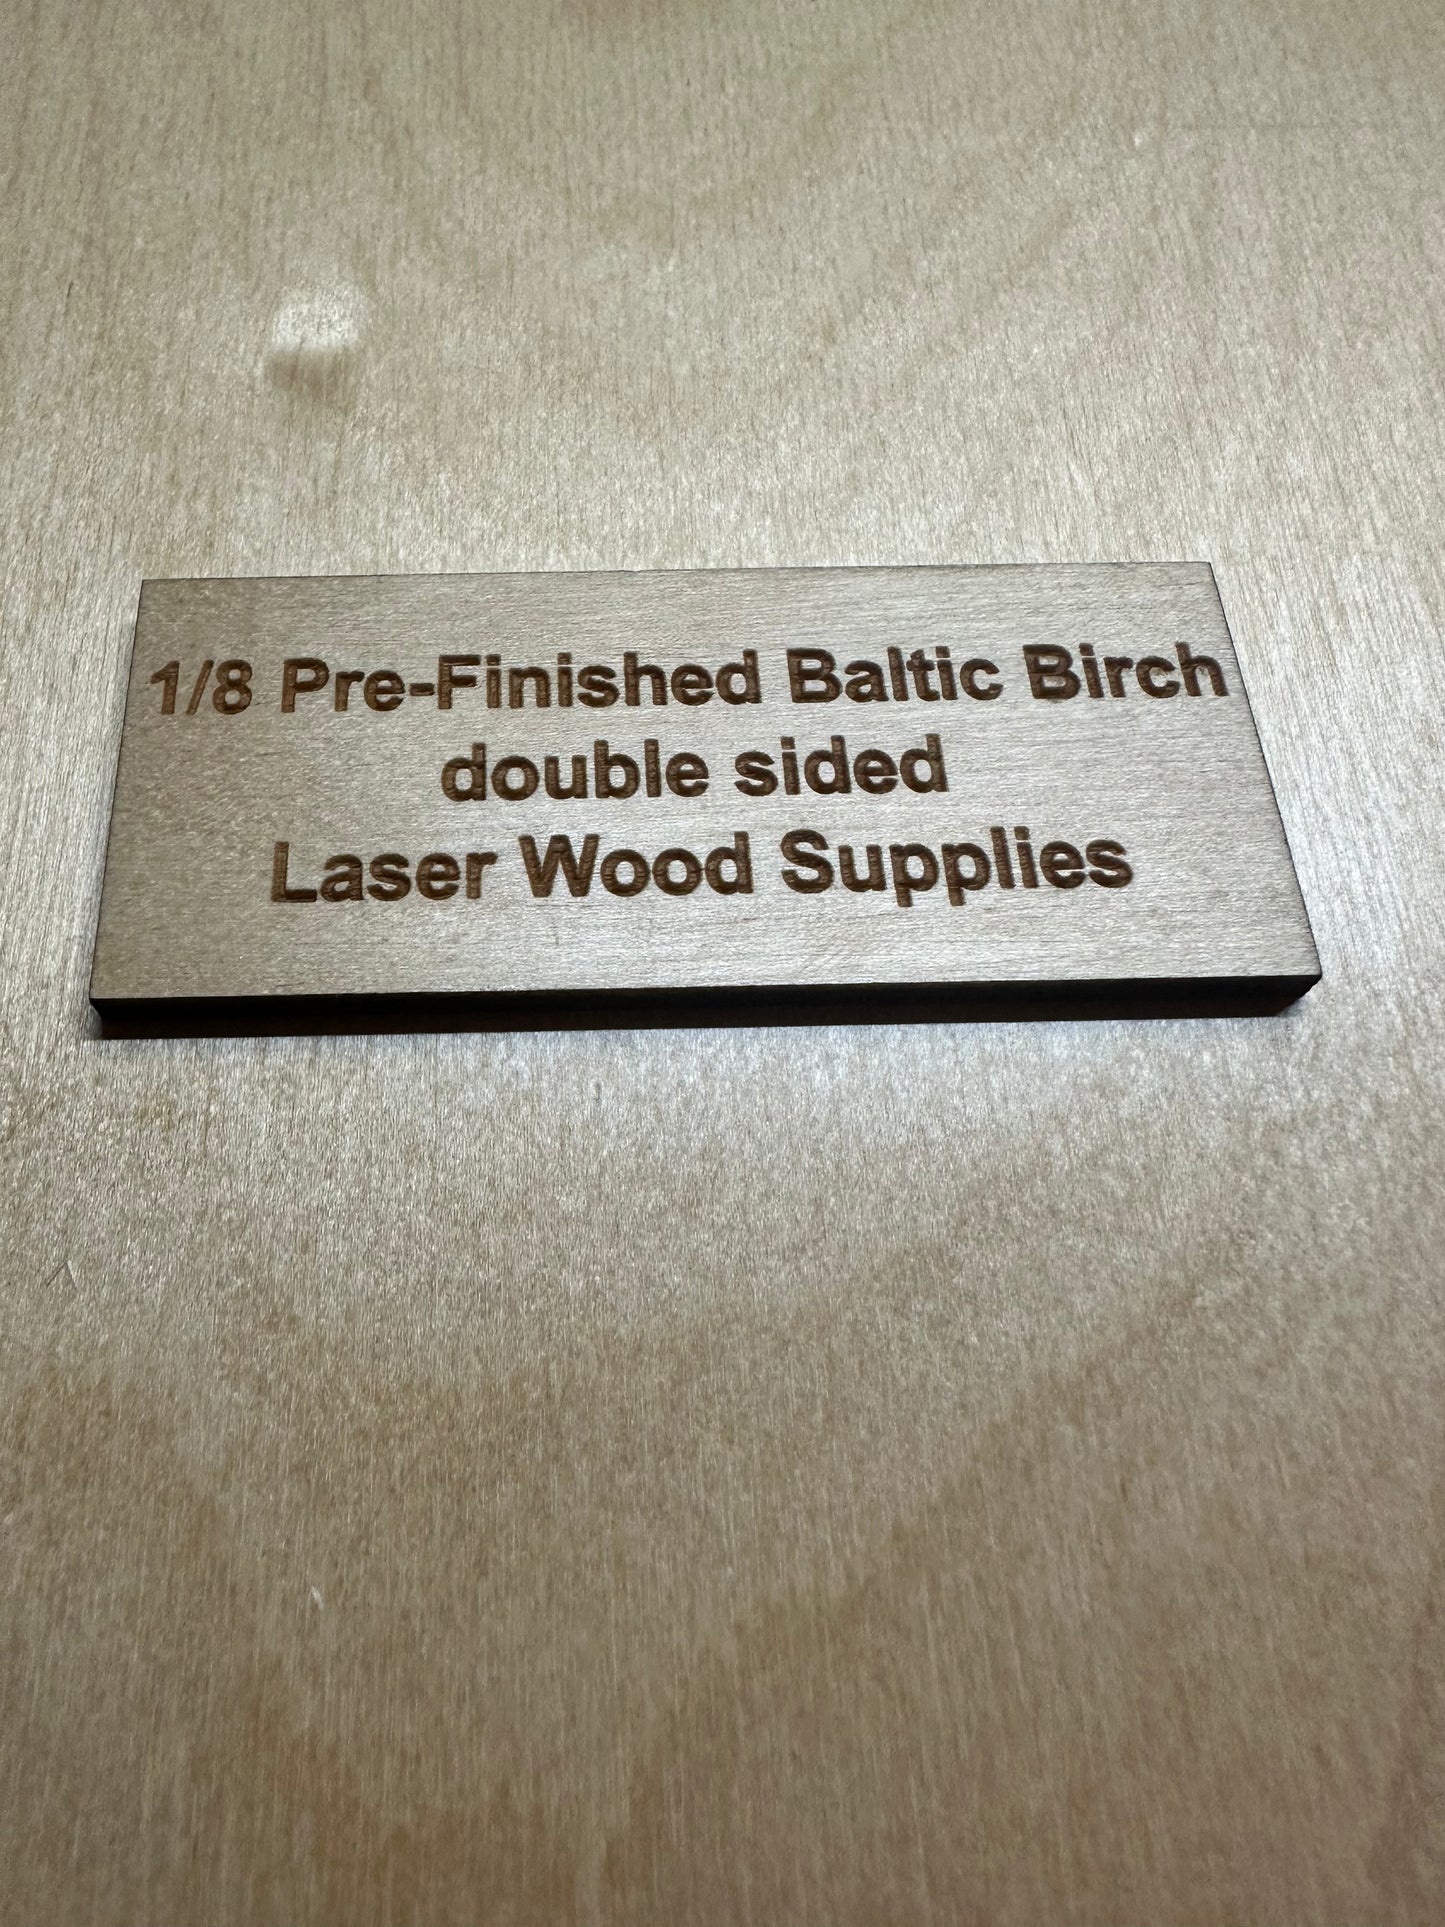 1/8 Pre-Finished Baltic Birch
double sided
Laser Wood Supplies